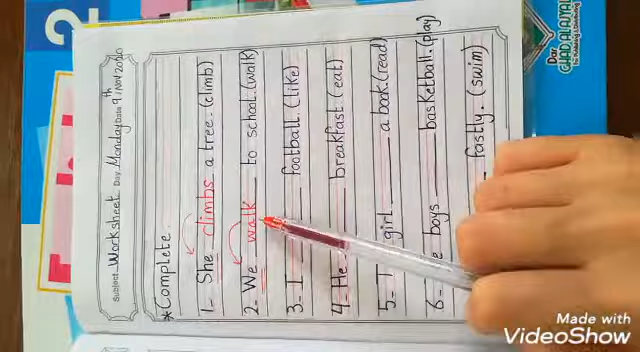 Subject Worksheet Day Monday Date 9th Nov 2020
*Complete
1- She climbs a tree. (climb)
2- We walk to school. (walk)
3- I football. (like)
4- He breakfast. (eat)
5- T girl a book. (read)
6- e boys basketball. (play)
fastly. (swim)
2
Dar
Made with
VideoShow